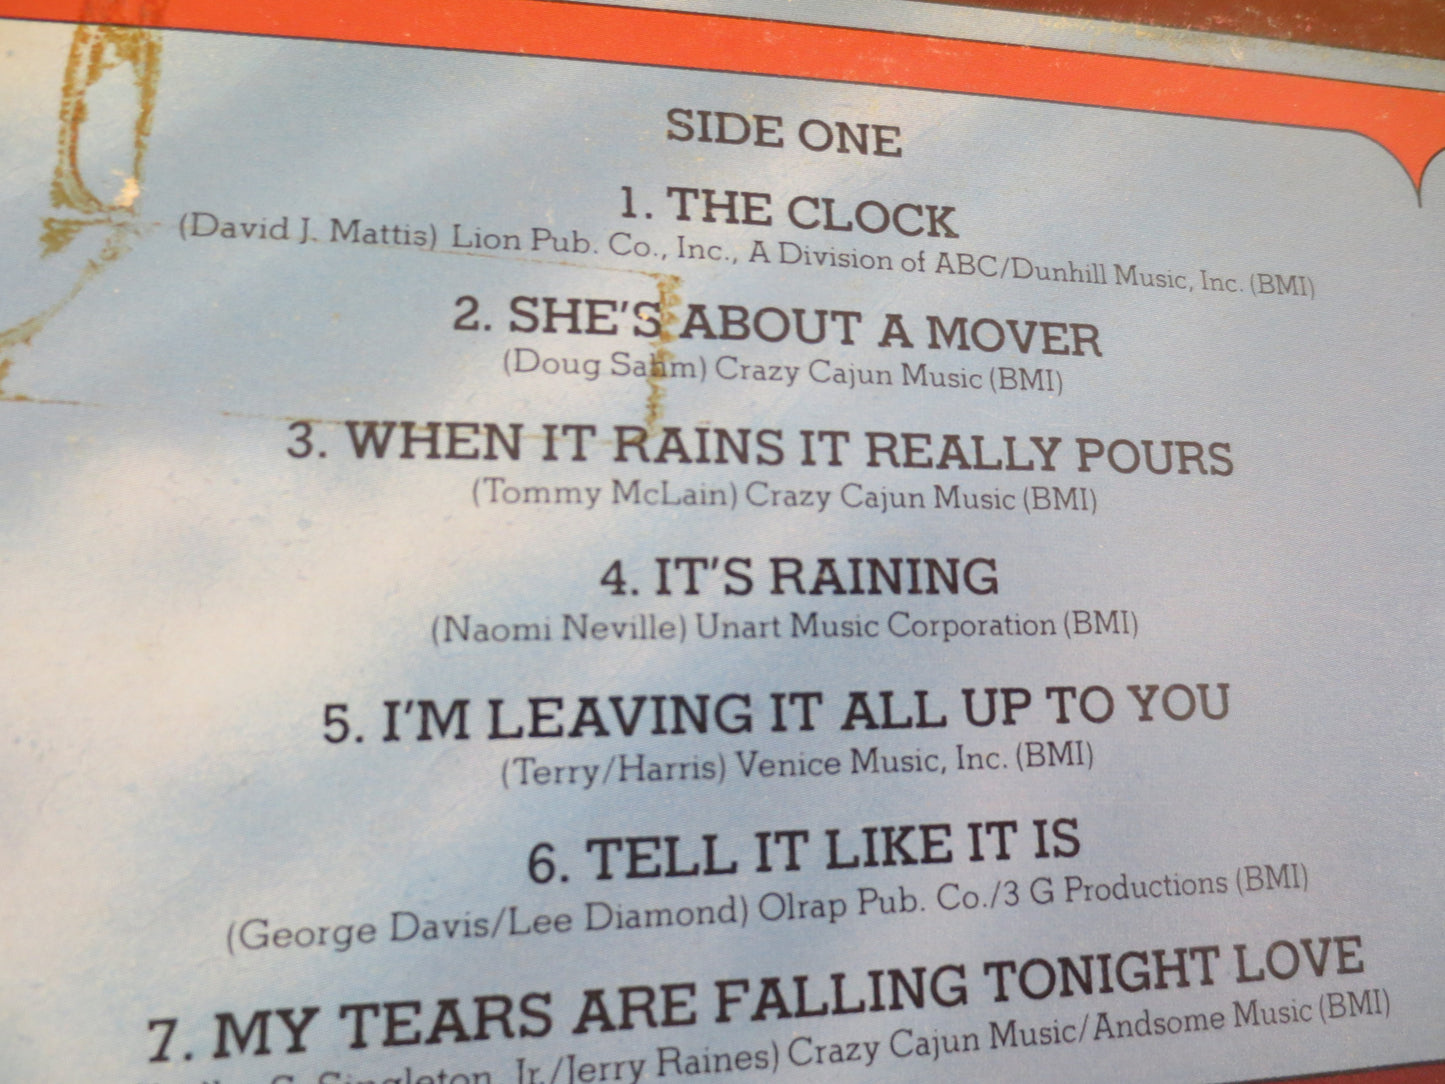 SIDE ONE
1. THE CLOCK
(David J. Mattis) Lion Pub. Co., Inc., A Division of ABC/Dunhill Music, Inc. (BMI)
2. SHE'S ABOUT A MOVER
(Doug Sahm) Crazy Cajun Music (BMI)
3. WHEN IT RAINS IT REALLY POURS
(Tommy McLain) Crazy Cajun Music (BMI)
4. IT'S RAINING
(Naomi Neville) Unart Music Corporation (BMI)
5. I'M LEAVING IT ALL UP TO YOU
(Terry/Harris) Venice Music, Inc. (BMI)
6. TELL IT LIKE IT IS
(George Davis/Lee Diamond) Olrap Pub. Co./3 G Productions (BMI)
7. MY TEARS ARE FALLING TONIGHT LOVE
Singleton, Jr./Jerry Raines) Crazy Cajun Music/Andsome Music (BMI)